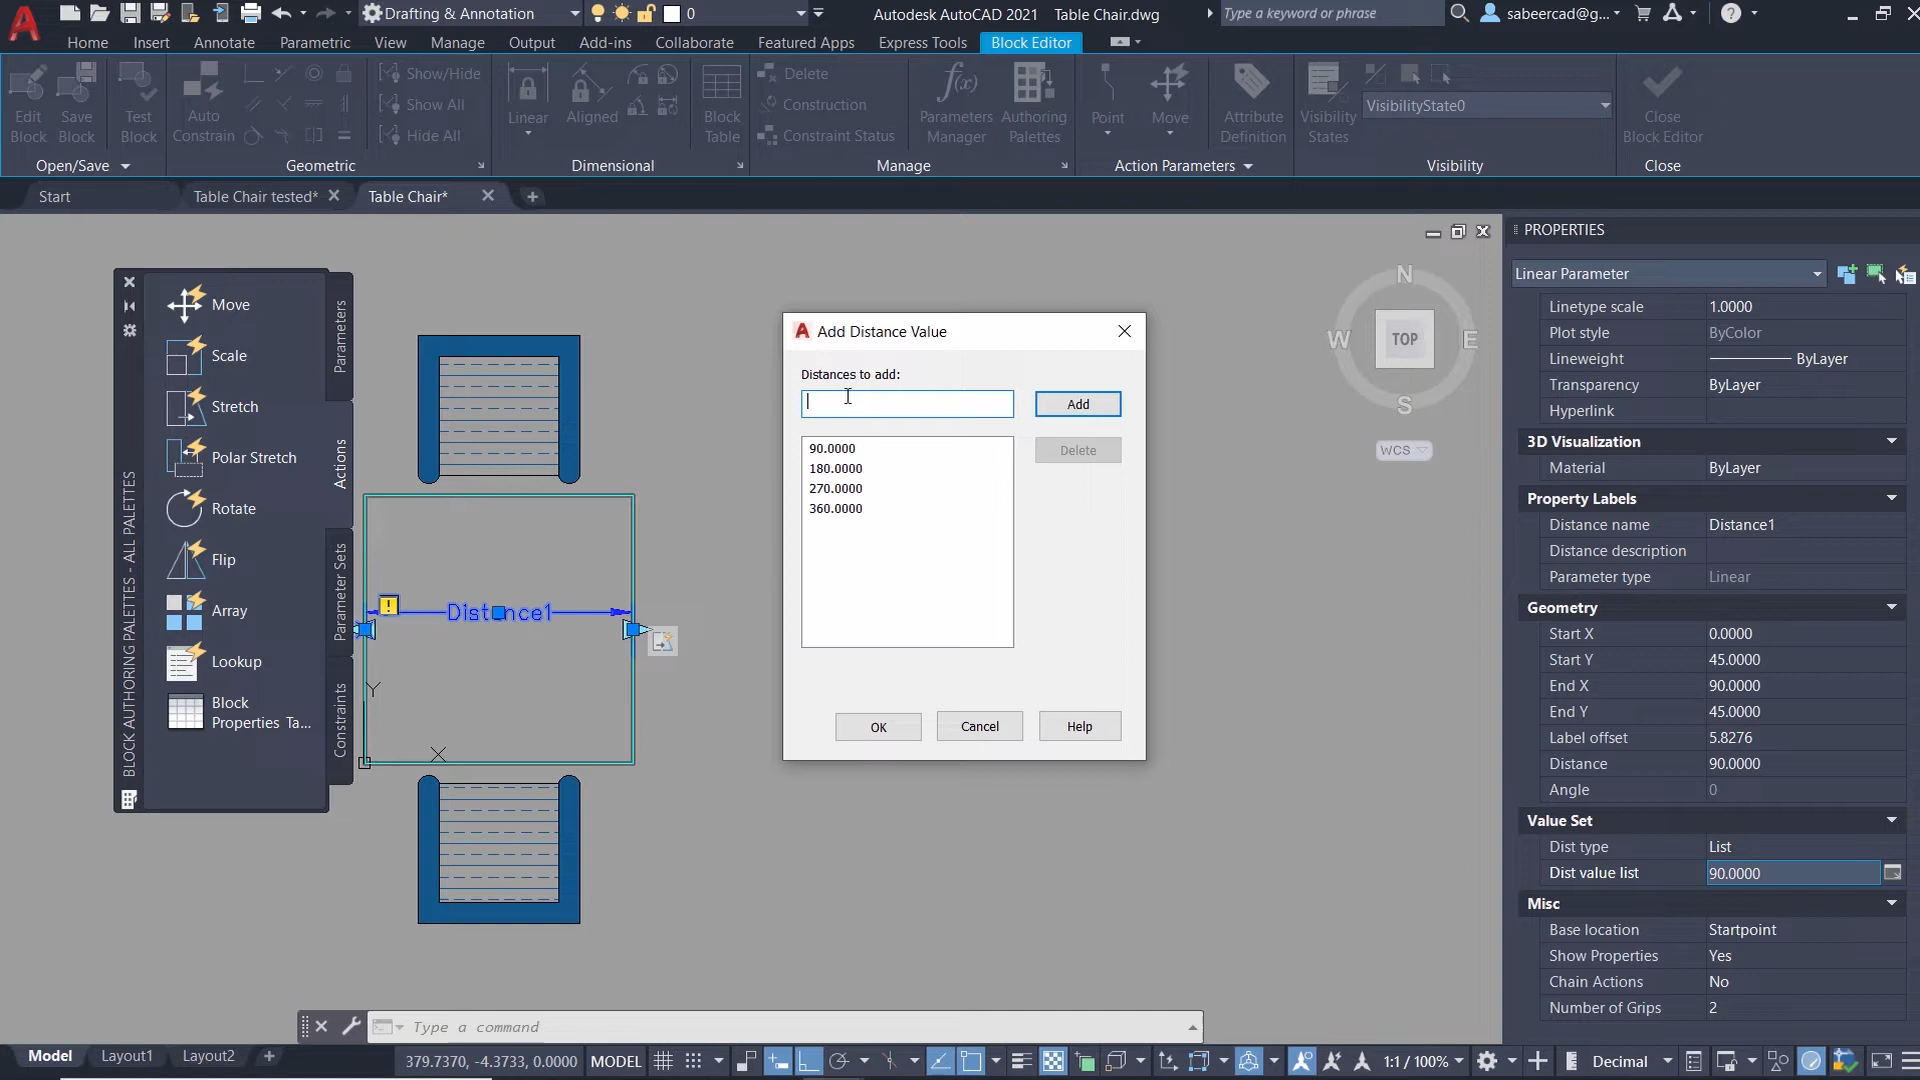 Drafting & Annotation
0
Autodesk AutoCAD 2021 Table Chair.dwg
Type a keyword or phrase
sabeercad@g...
Home Insert Annotate Parametric View Manage Output Add-ins Collaborate Featured Apps Express Tools Block Editor
Edit Block
Save Block
Test Block
Auto Constrain
Show/Hide
Show All
Hide All
Linear
Aligned
Block Table
Delete
Construction
Constraint Status
Parameters Manager
Authoring Palettes
Point
Move
Attribute Definition
Visibility States
VisibilityState0
Close Block Editor
Open/Save Geometric Dimensional Manage Action Parameters Visibility Close
Start Table Chair tested* Table Chair*
BLOCK AUTHORING PALETTES - ALL PALETTES
Move
Scale
Stretch
Polar Stretch
Rotate
Flip
Array
Lookup
Block
Properties Ta...
Parameters
Actions
Parameter Sets
Constraints
Distance1
Y
X
Add Distance Value
Distances to add:
Add
90.0000
180.0000
270.0000
360.0000
Delete
OK Cancel Help
N
W TOP E
S
WCS
PROPERTIES
Linear Parameter
Linetype scale 1.0000
Plot style ByColor
Lineweight ByLayer
Transparency ByLayer
Hyperlink
3D Visualization
Material ByLayer
Property Labels
Distance name Distance1
Distance description
Parameter type Linear
Geometry
Start X 0.0000
Start Y 45.0000
End X 90.0000
End Y 45.0000
Label offset 5.8276
Distance 90.0000
Angle 0
Value Set
Dist type List
Dist value list 90.0000
Misc
Base location Startpoint
Show Properties Yes
Chain Actions No
Number of Grips 2
Type a command
Model Layout1 Layout2
379.7370, -4.3733, 0.0000 MODEL
1:1 / 100%
Decimal